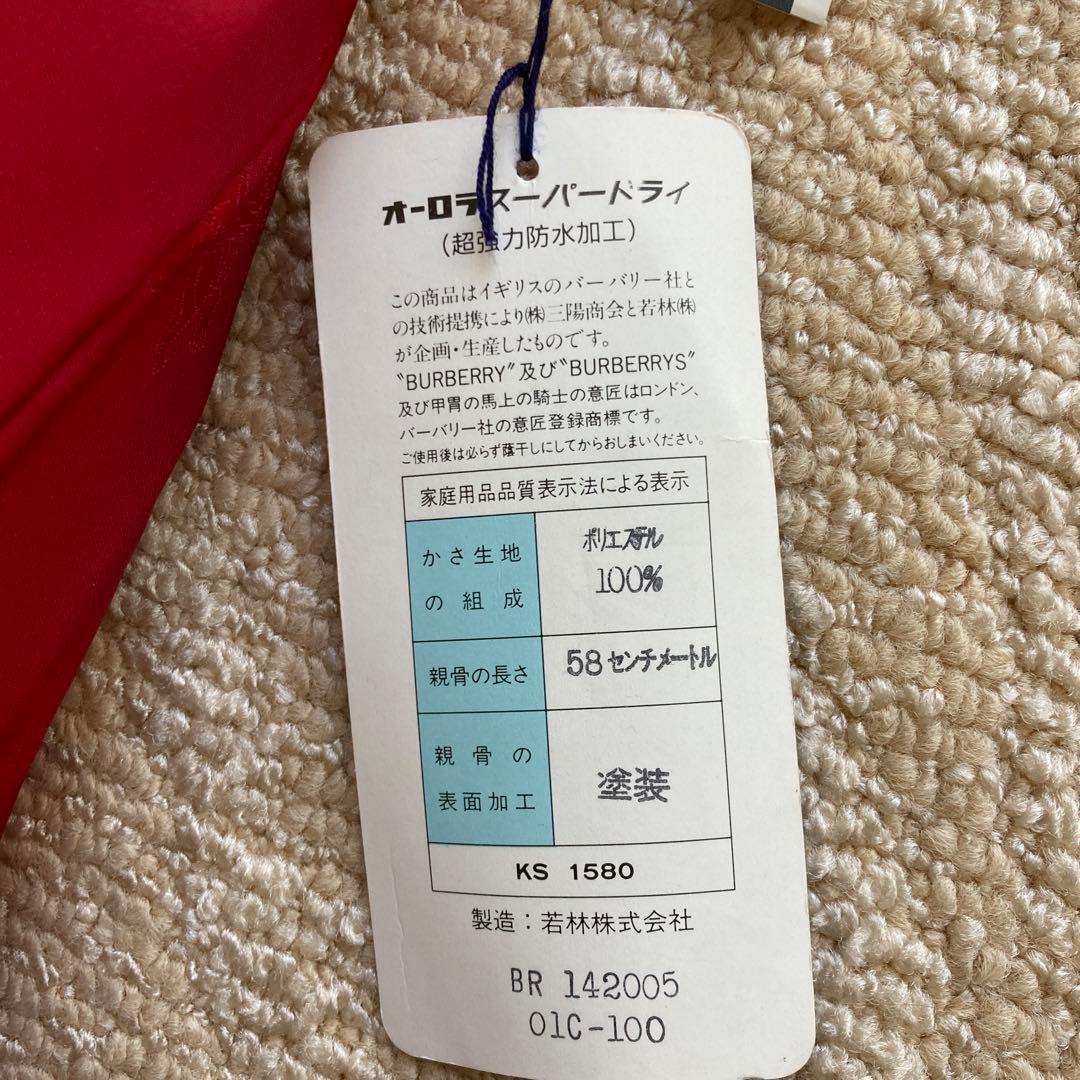 オーロラスーパードライ
(超強力防水加工)
この商品はイギリスのバーバリー社と
の技術提携により㈱三陽商会と若林㈱
が企画・生産したものです。
"BURBERRY"及び"BURBERRYS"
及び甲冑の馬上の騎士の意匠はロンドン、
バーバリー社の意匠登録商標です。
ご使用後は必らず蔭干しにしてからおしまいください。
家庭用品品質表示法による表示
かさ生地
の組成
ポリエステル
100%
親骨の長さ
58センチメートル
親骨の
表面加工
塗装
KS 1580
製造:若林株式会社
BR 142005
01C-100